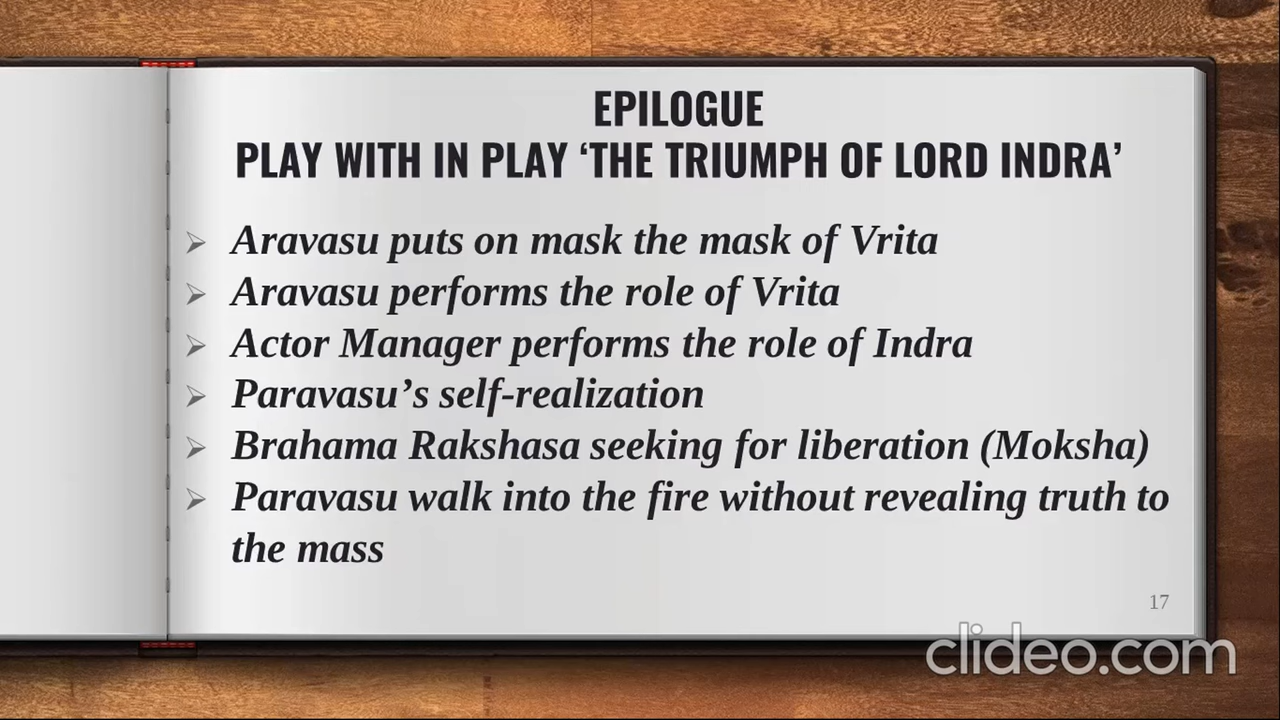 EPILOGUE
PLAY WITH IN PLAY ‘THE TRIUMPH OF LORD INDRA’
➢ Aravasu puts on mask the mask of Vrita
➢ Aravasu performs the role of Vrita
➢ Actor Manager performs the role of Indra
➢ Paravasu’s self-realization
➢ Brahama Rakshasa seeking for liberation (Moksha)
➢ Paravasu walk into the fire without revealing truth to
the mass
17
clideo.com